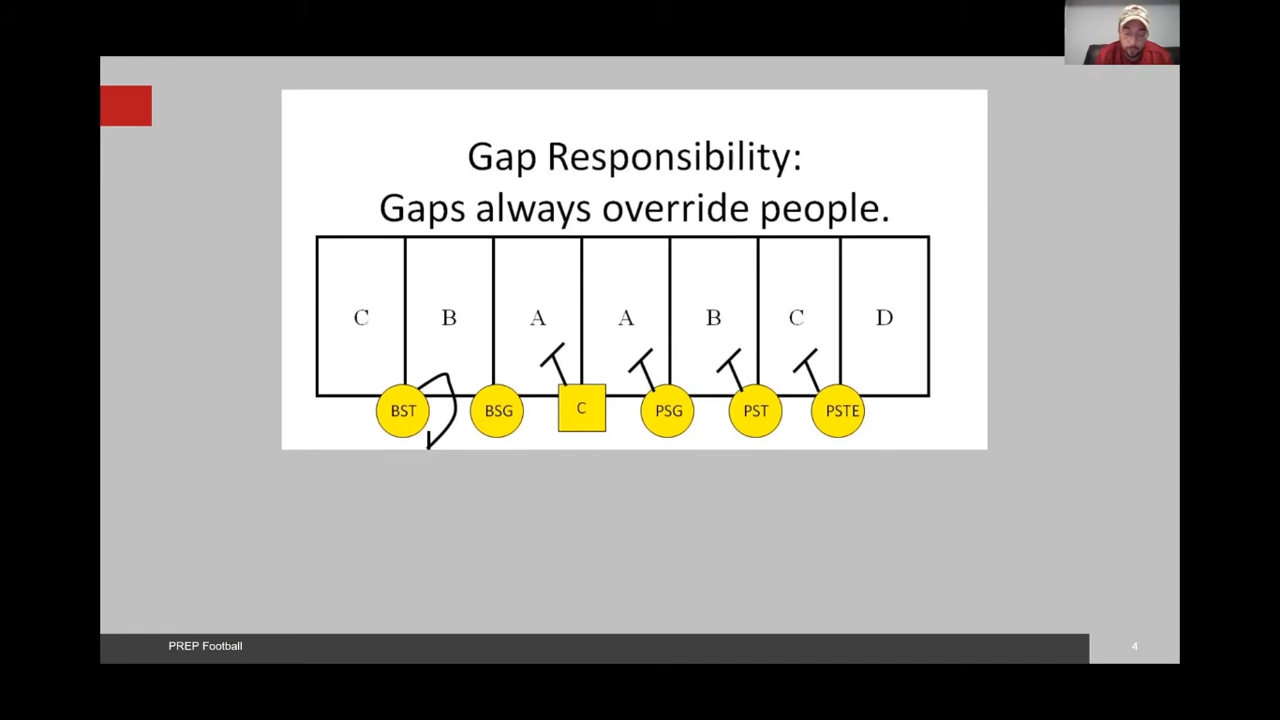 Gap Responsibility:
Gaps always override people.
C B A A B C D
BST BSG C PSG PST PSTE
PREP Football 4